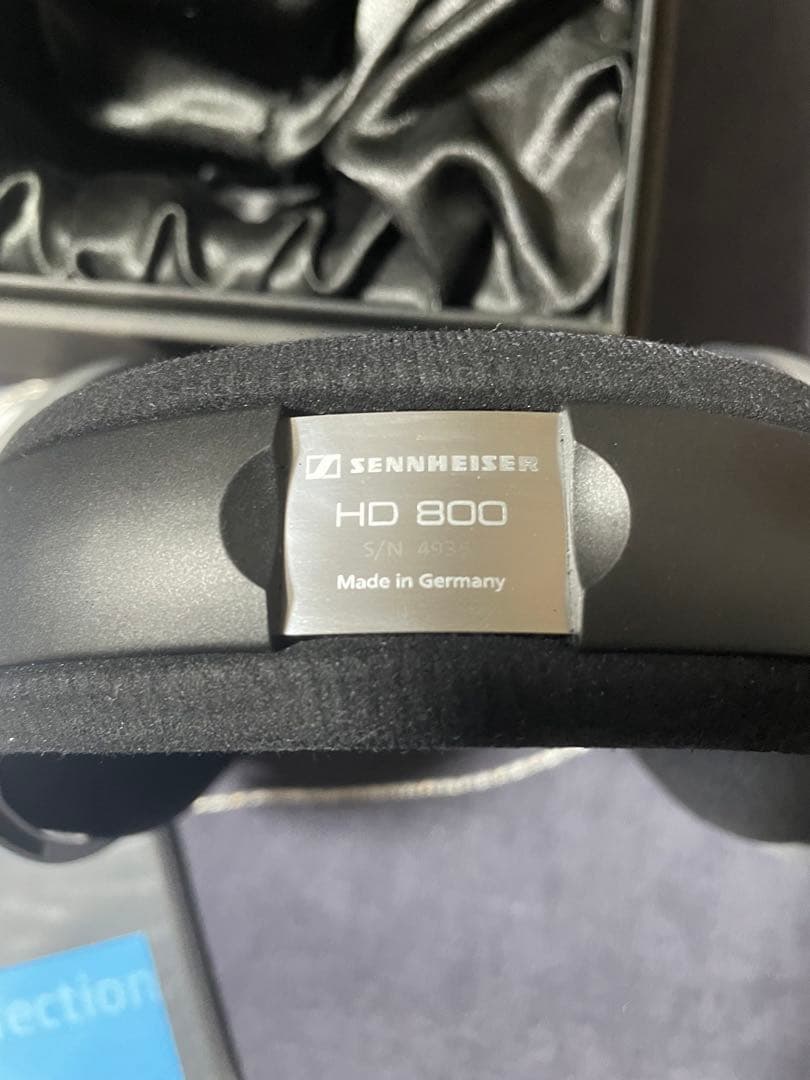 SENNHEISER
HD 800
S/N
Made in Germany